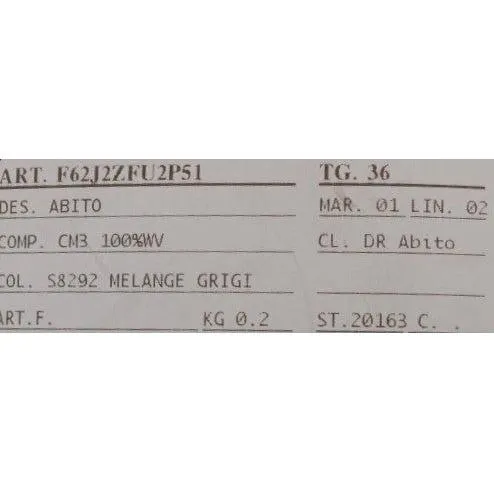 ART. F62J2ZFU2P51 TG. 36
DES. ABITO MAR. 01 LIN. 02
COMP. CM3 100%WV CL. DR Abito
COL. S8292 MELANGE GRIGI
ART.F. KG 0.2 ST.20163 C. .